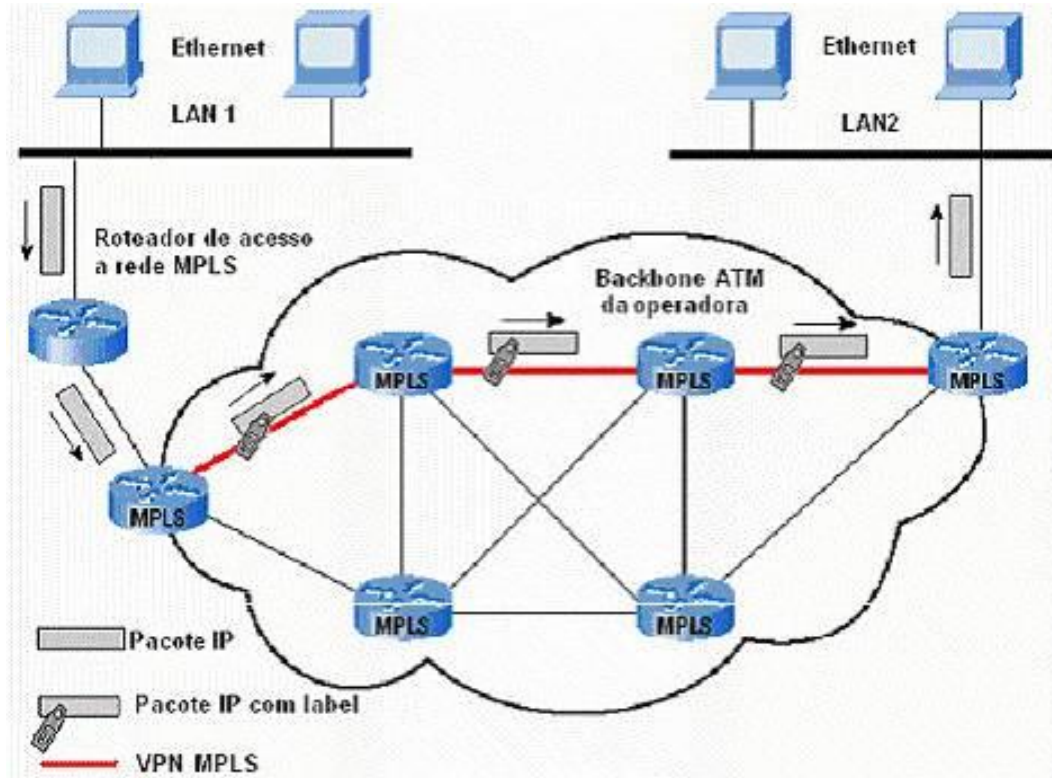 Ethernet
LAN 1
Ethernet
LAN2
Roteador de acesso
a rede MPLS
Backbone ATM
da operadora
MPLS
MPLS
MPLS
MPLS
MPLS
MPLS
Pacote IP
Pacote IP com label
VPN MPLS